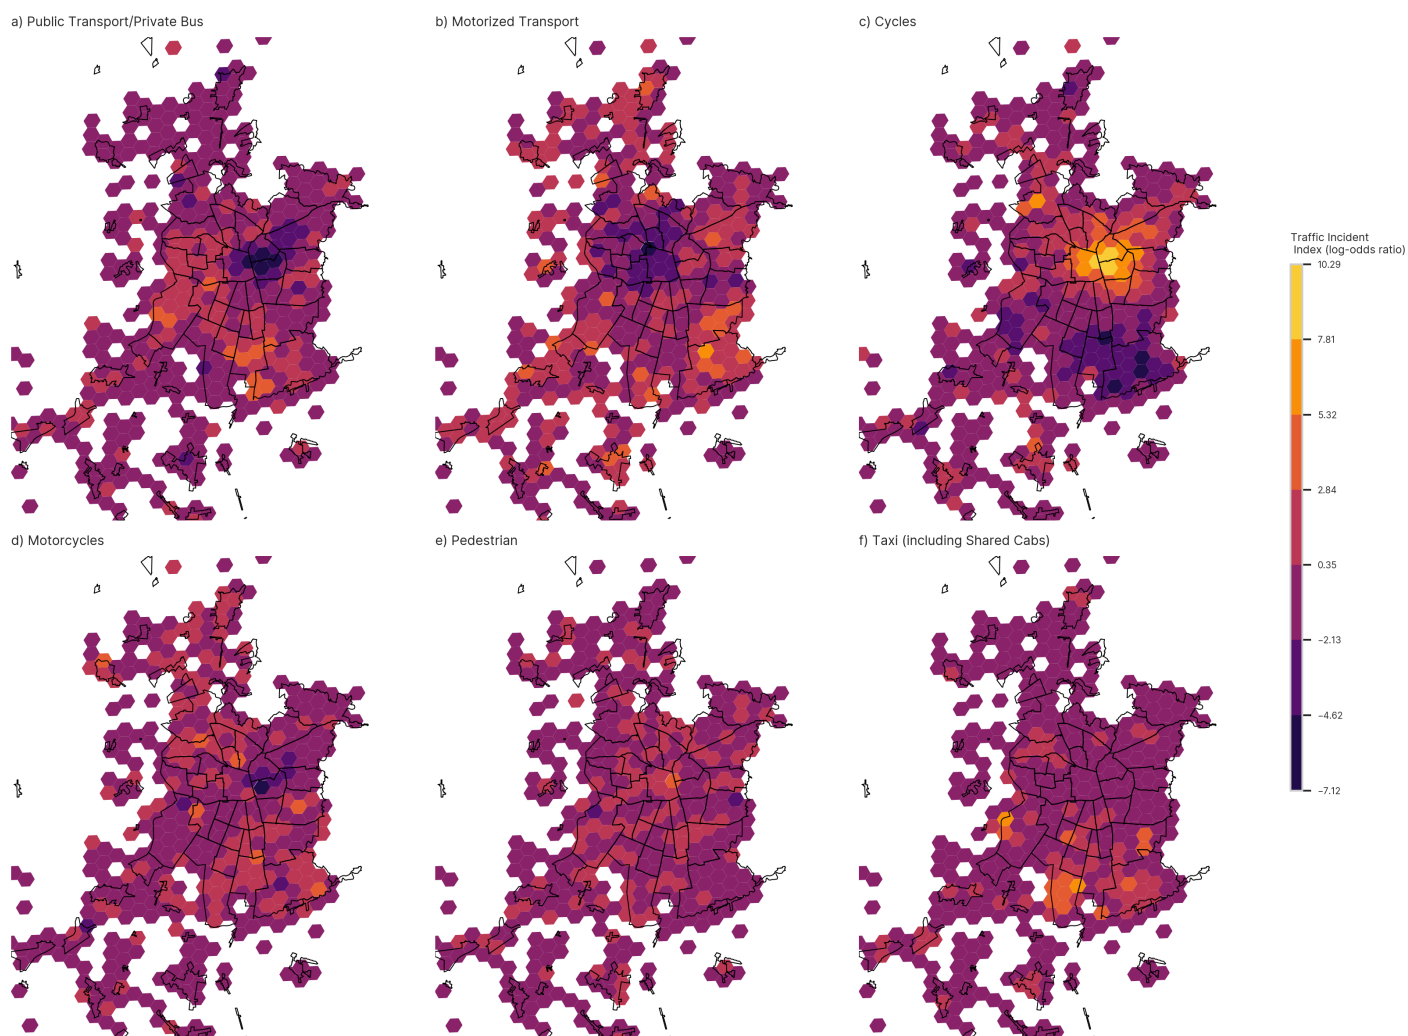 a) Public Transport/Private Bus
b) Motorized Transport
c) Cycles
Traffic Incident
Index (log-odds ratio)
10.29
7.81
5.32
2.84
0.35
−2.13
−4.62
−7.12
d) Motorcycles
e) Pedestrian
f) Taxi (including Shared Cabs)